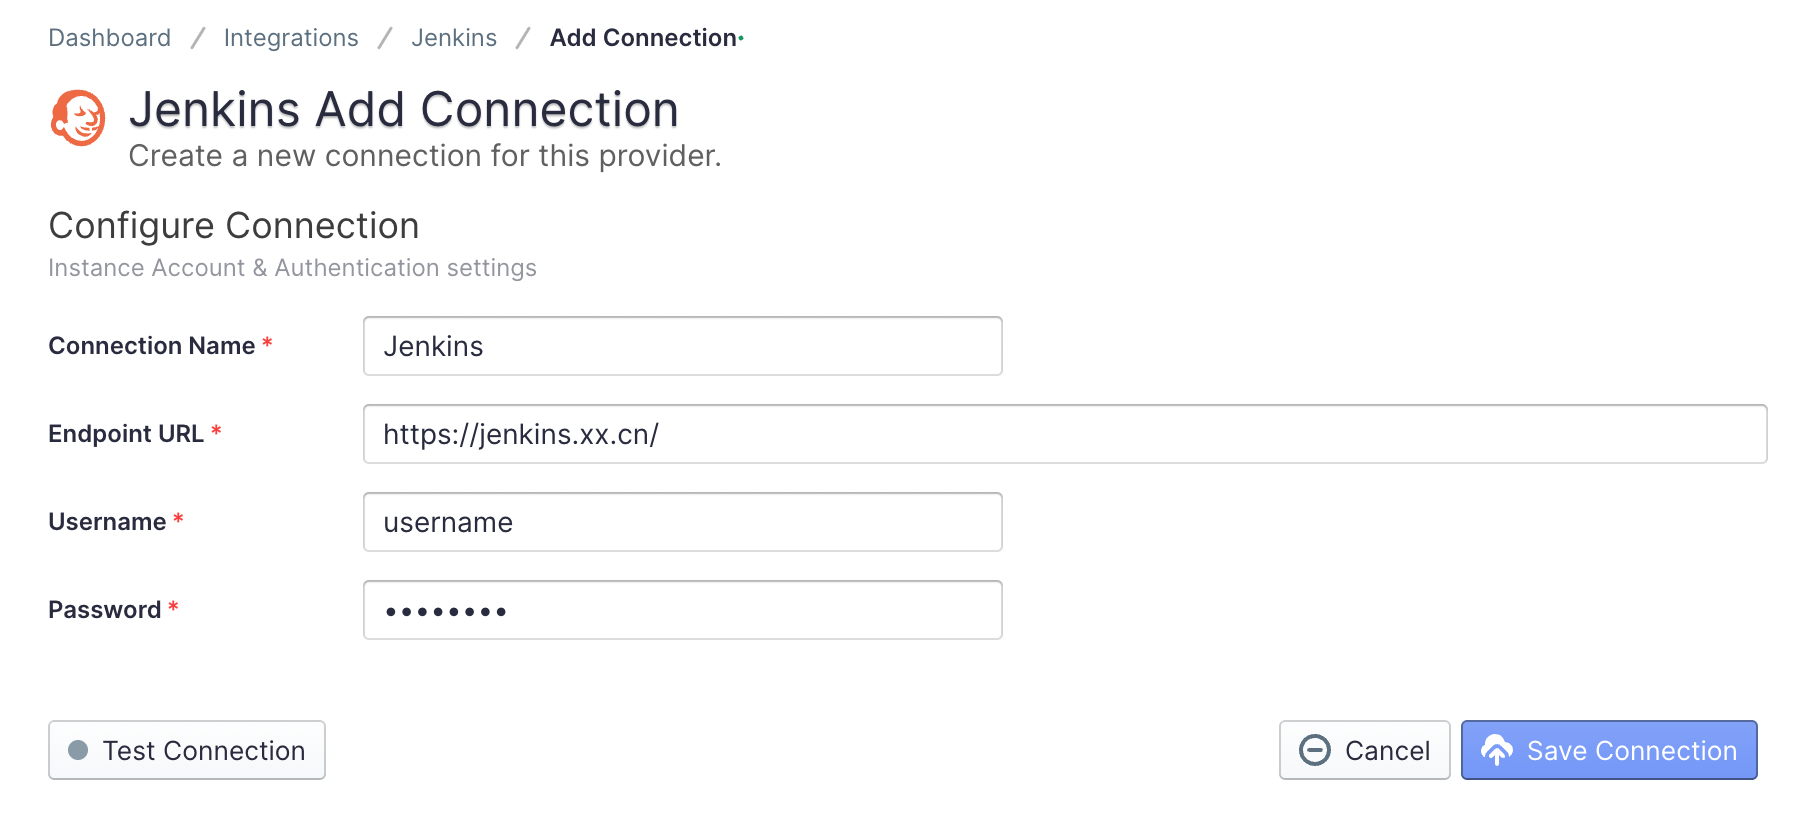 Dashboard / Integrations / Jenkins / Add Connection
Jenkins Add Connection
Create a new connection for this provider.
Configure Connection
Instance Account & Authentication settings
Connection Name * Jenkins
Endpoint URL * https://jenkins.xx.cn/
Username * username
Password * ••••••••
Test Connection Cancel Save Connection